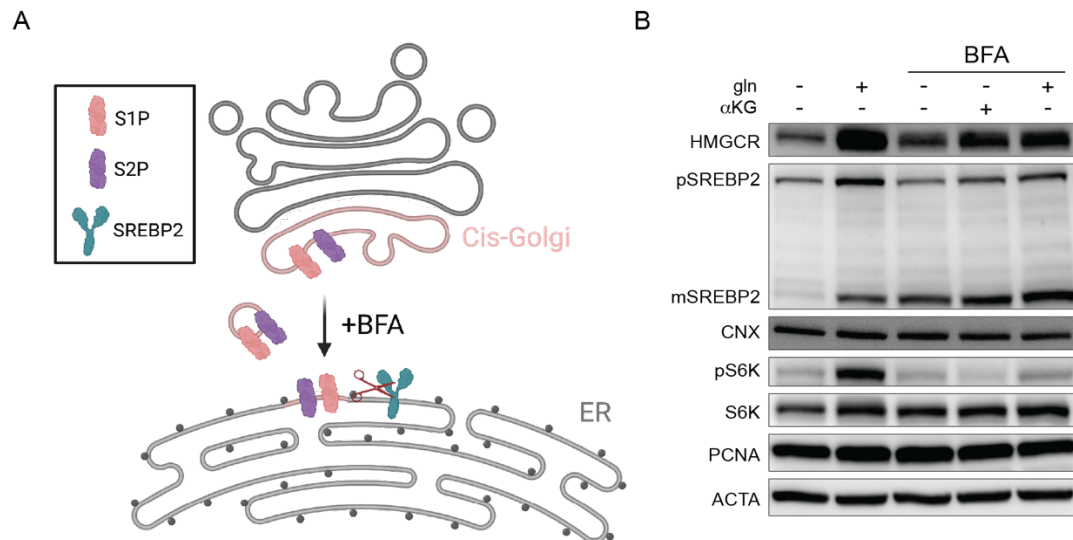 A
S1P
S2P
SREBP2
Cis-Golgi
+BFA
ER
B
BFA
gln - + - - +
αKG - - - + -
HMGCR
pSREBP2
mSREBP2
CNX
pS6K
S6K
PCNA
ACTA